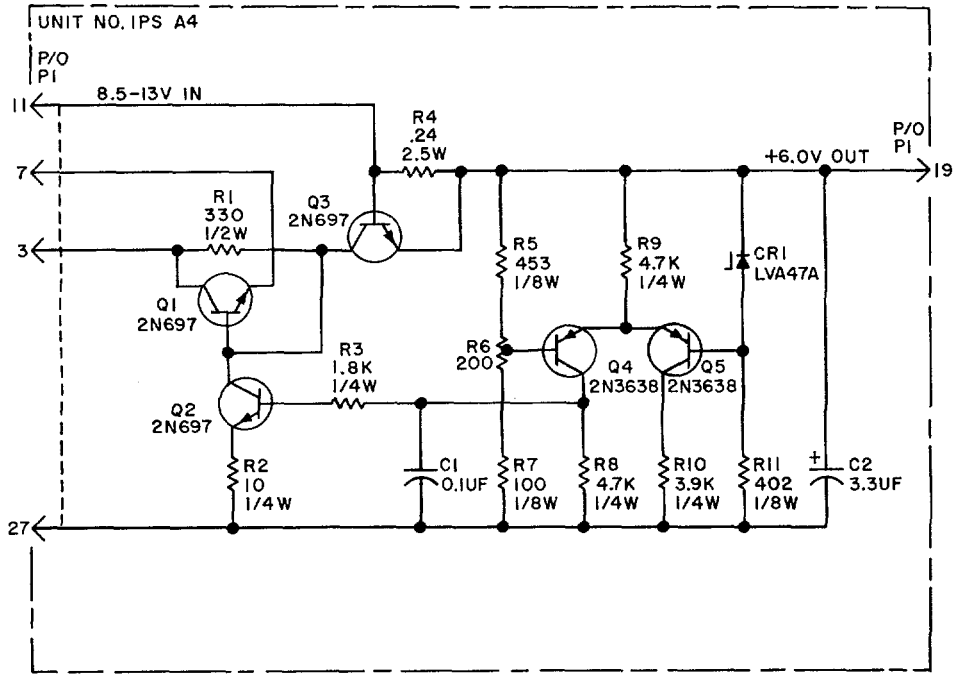 UNIT NO. 1PS A4
P/O
P1
11
8.5-13V IN
R4
.24
2.5W
P/O
P1
+6.0V OUT
19
7
R1
330
1/2W
Q3
2N697
3
R5
453
1/8W
R9
4.7K
1/4W
CR1
LVA47A
Q1
2N697
R3
1.8K
1/4W
R6
200
Q4
2N3638
Q5
2N3638
Q2
2N697
R2
10
1/4W
C1
0.1UF
R7
100
1/8W
R8
4.7K
1/4W
R10
3.9K
1/4W
R11
402
1/8W
+
C2
3.3UF
27